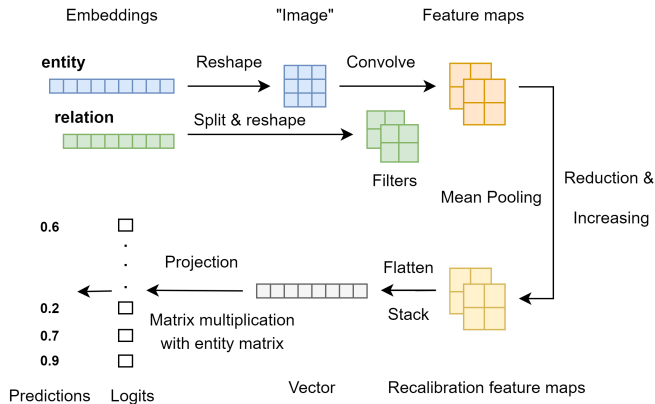 Embeddings
"Image"
Feature maps
entity
Reshape
Convolve
relation
Split & reshape
Filters
Mean Pooling
Reduction &
Increasing
0.6
Projection
Flatten
Stack
0.2
Matrix multiplication
with entity matrix
0.7
0.9
Predictions
Logits
Vector
Recalibration feature maps